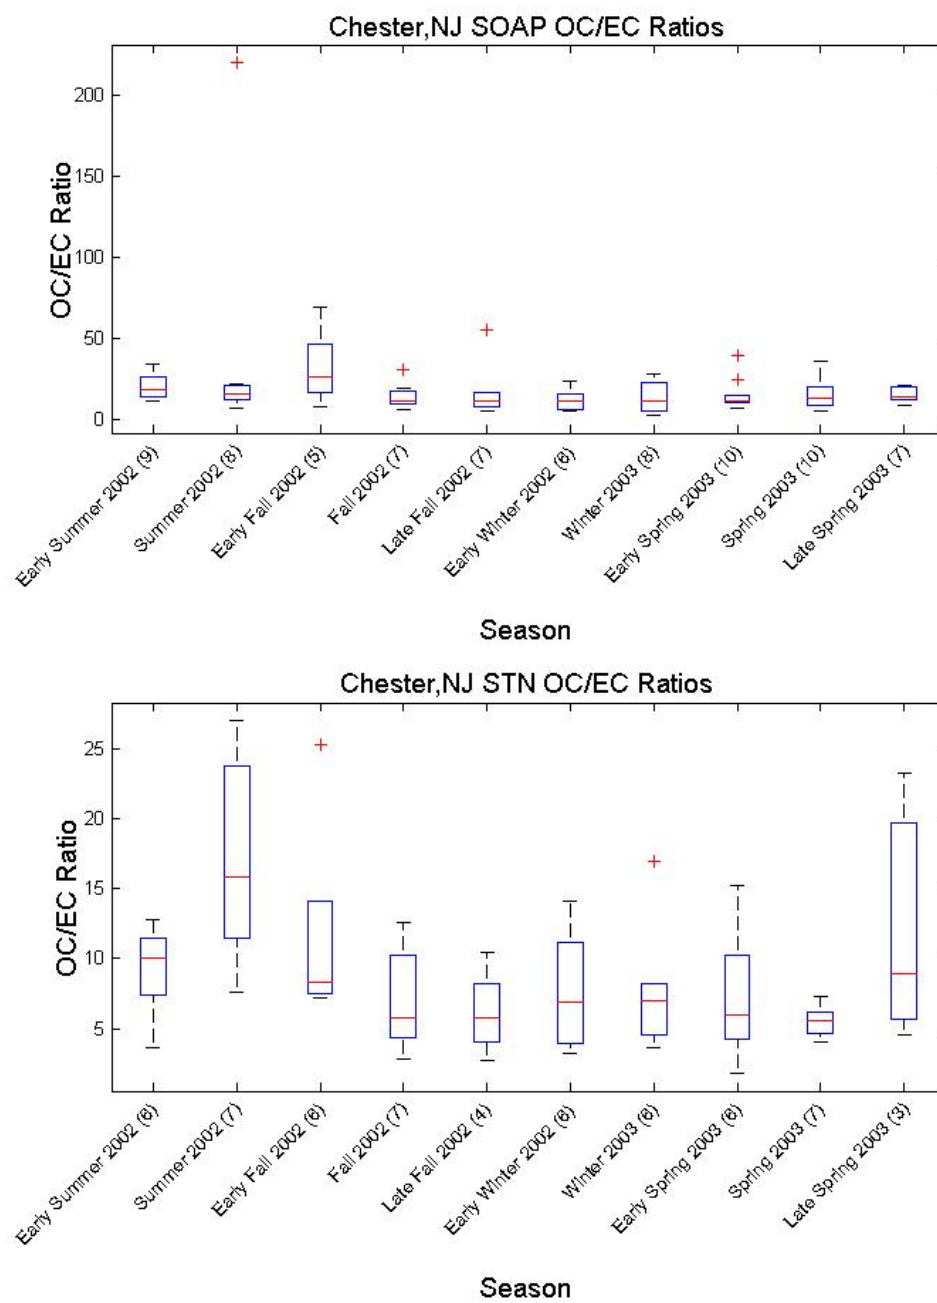 Chester,NJ SOAP OC/EC Ratios
200
150
100
50
0
OC/EC Ratio
Early Summer 2002 (9)
Summer 2002 (8)
Early Fall 2002 (5)
Fall 2002 (7)
Late Fall 2002 (7)
Early Winter 2002 (6)
Winter 2003 (8)
Early Spring 2003 (10)
Spring 2003 (10)
Late Spring 2003 (7)
Season
Chester,NJ STN OC/EC Ratios
25
20
15
10
5
OC/EC Ratio
Early Summer 2002 (6)
Summer 2002 (7)
Early Fall 2002 (6)
Fall 2002 (7)
Late Fall 2002 (4)
Early Winter 2002 (6)
Winter 2003 (6)
Early Spring 2003 (6)
Spring 2003 (7)
Late Spring 2003 (3)
Season